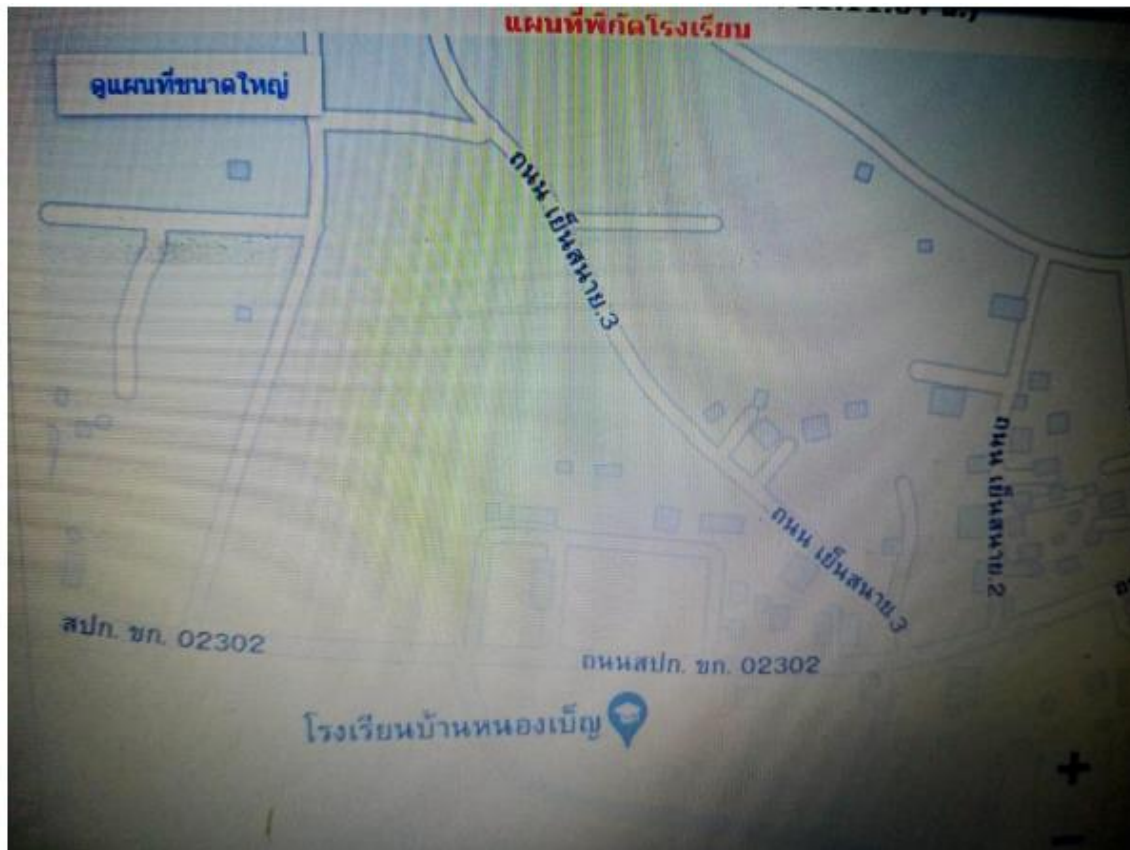 แผนที่พิกัดโรงเรียน
ดูแผนที่ขนาดใหญ่
ถนน เย็นสนาย.3
ถนน เย็นสนาย.2
ถนน เย็นสนาย.3
สปก. ขก. 02302
ถนนสปก. ขก. 02302
โรงเรียนบ้านหนองเบ็ญ
+